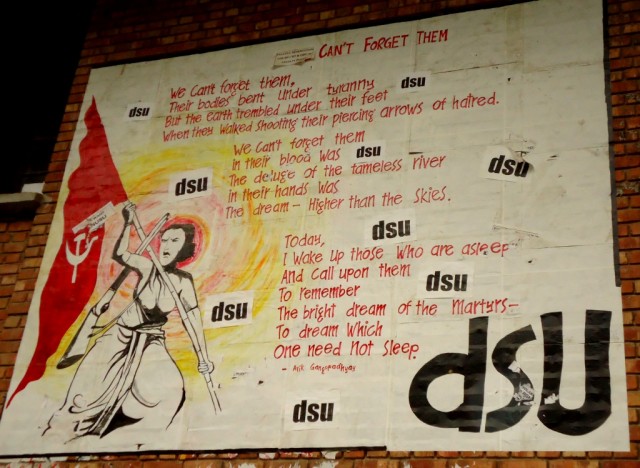 CAN'T FORGET THEM
We Can't forget them,
Their bodies bent under tyranny
But the earth trembled under their feet
When they walked shooting their piercing arrows of hatred.
We Can't forget them
In their blood was
The deluge of the tameless river
In their hands was
The dream - Higher than the skies.
Today,
I wake up those who are asleep
And call upon them
To remember
The bright dream of the Martyrs-
To dream which
One need not sleep.
- Asit Gangopadhyay
dsu
dsu
dsu
dsu
dsu
dsu
dsu
dsu
dsu
dsu